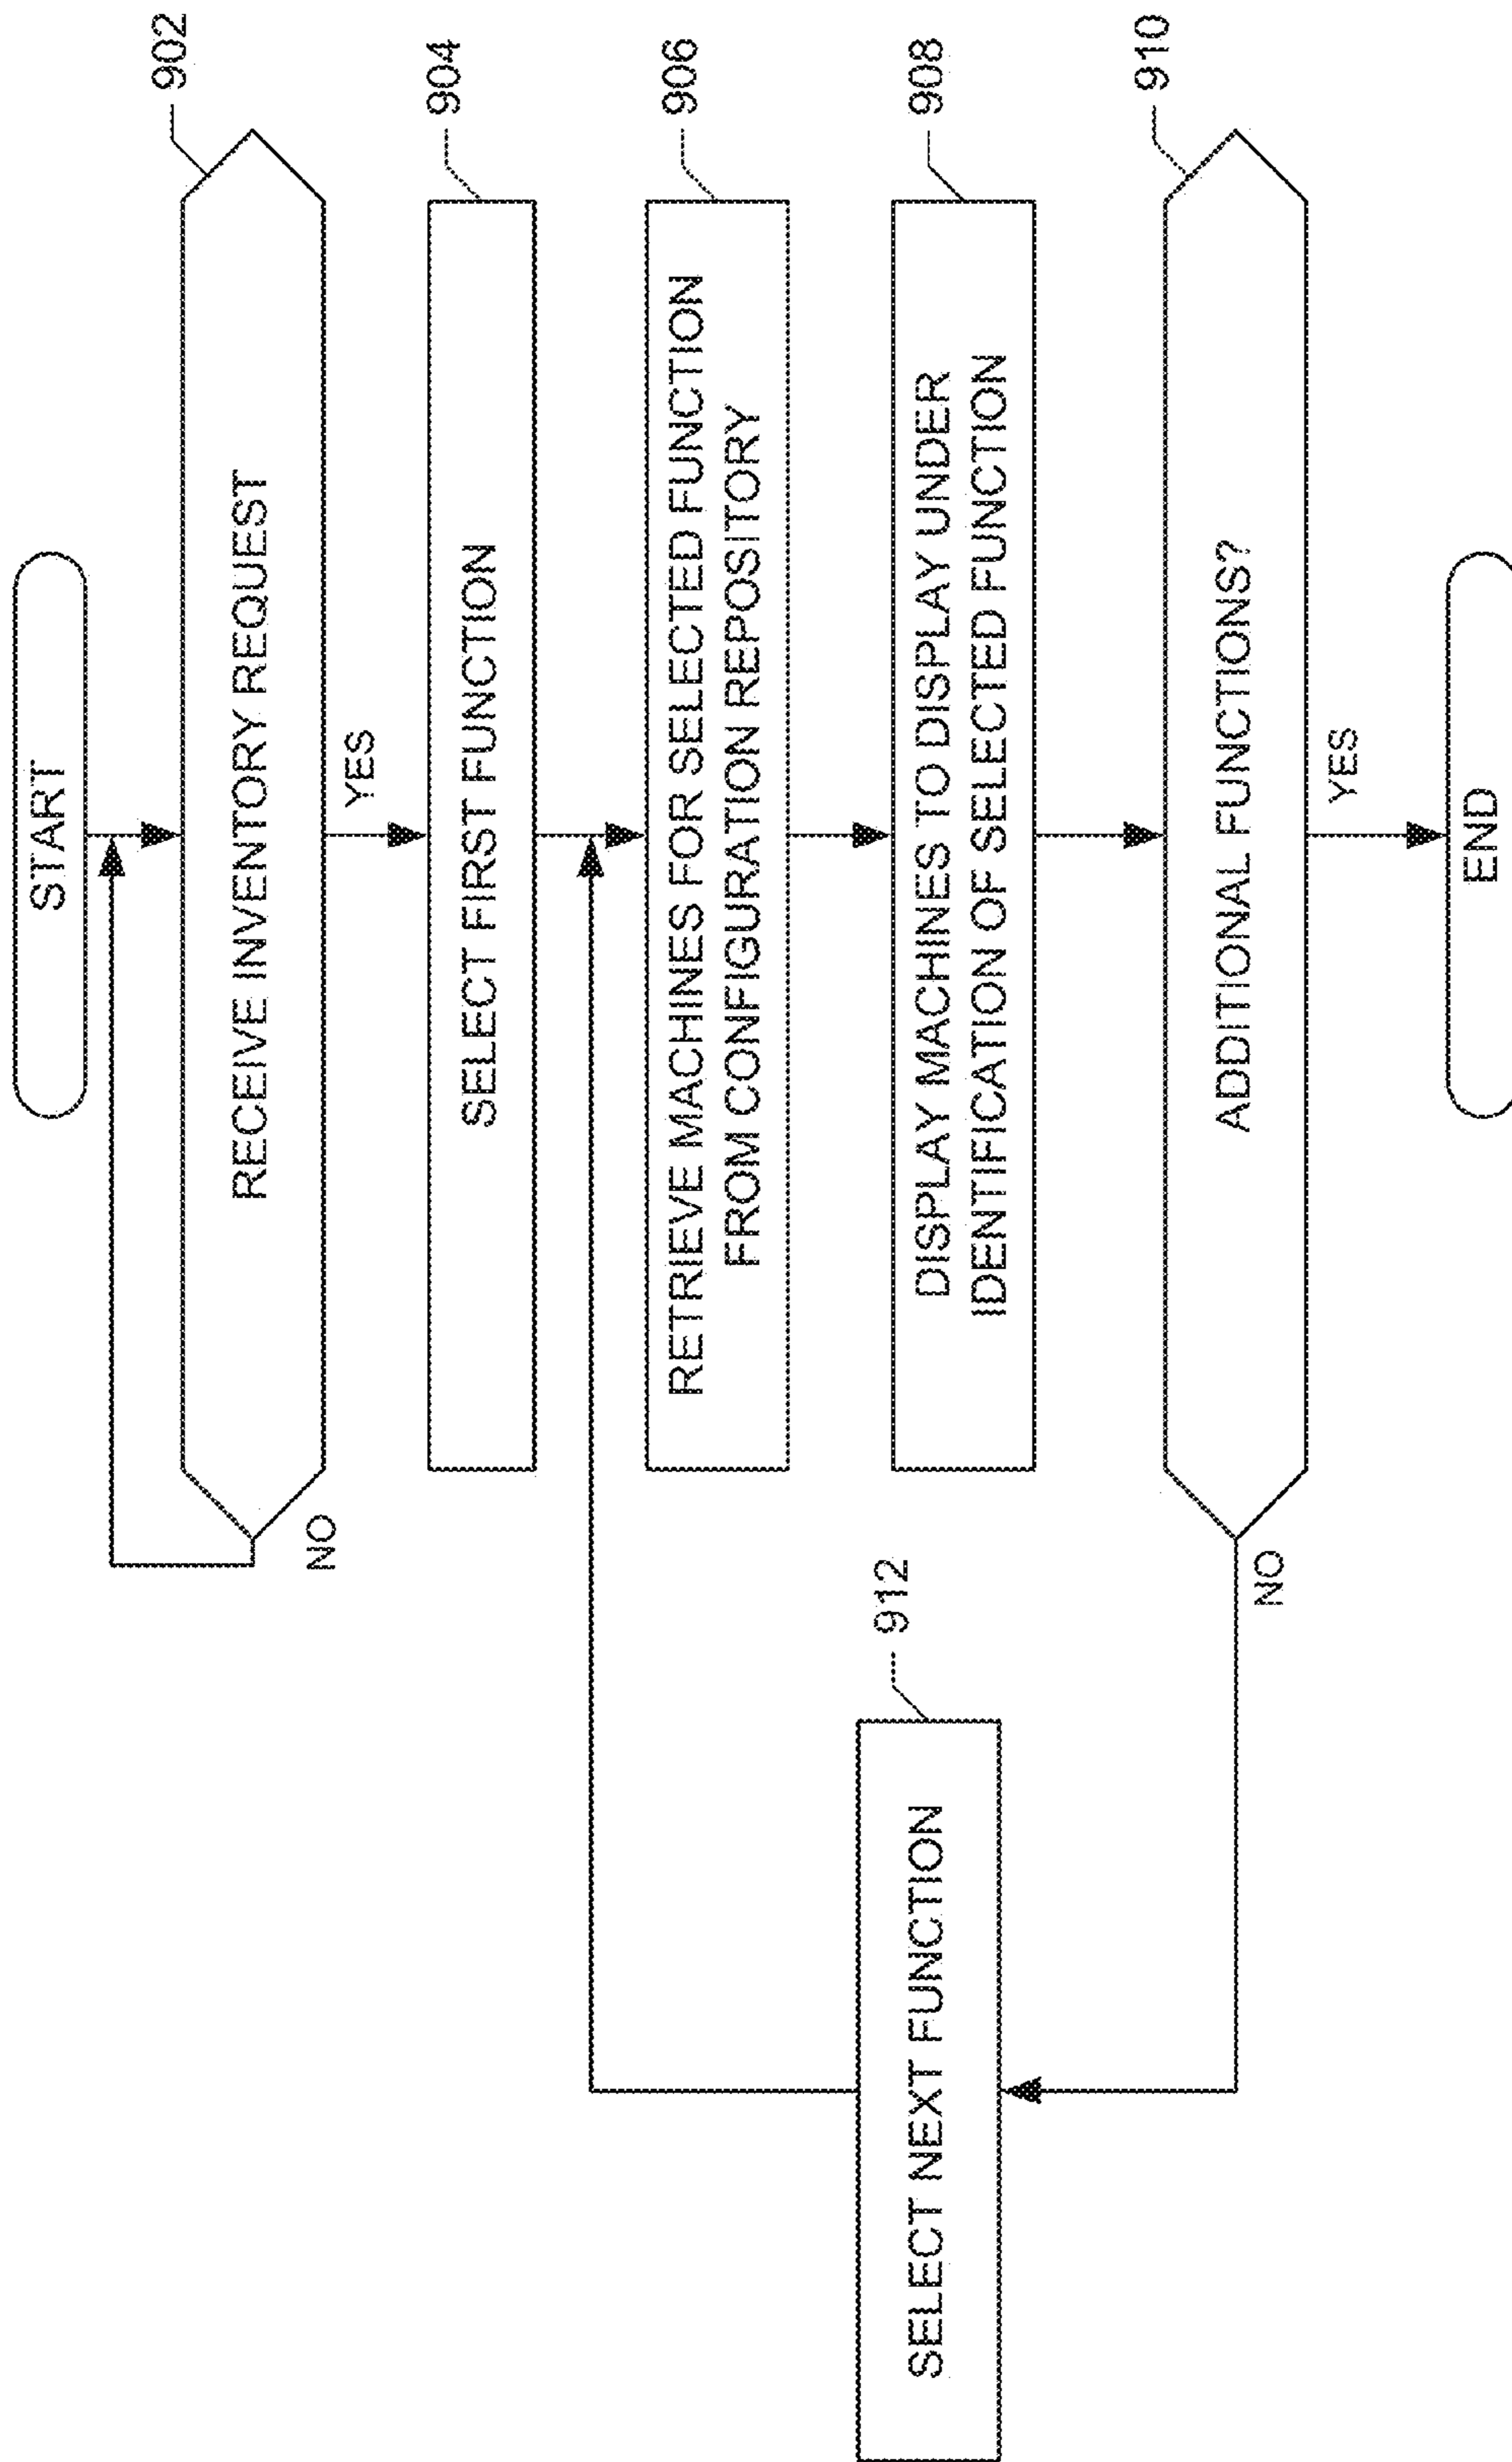 START
902
RECEIVE INVENTORY REQUEST
NO
YES
904
SELECT FIRST FUNCTION
906
RETRIEVE MACHINES FOR SELECTED FUNCTION
FROM CONFIGURATION REPOSITORY
908
DISPLAY MACHINES TO DISPLAY UNDER
IDENTIFICATION OF SELECTED FUNCTION
912
SELECT NEXT FUNCTION
910
ADDITIONAL FUNCTIONS?
NO
YES
END